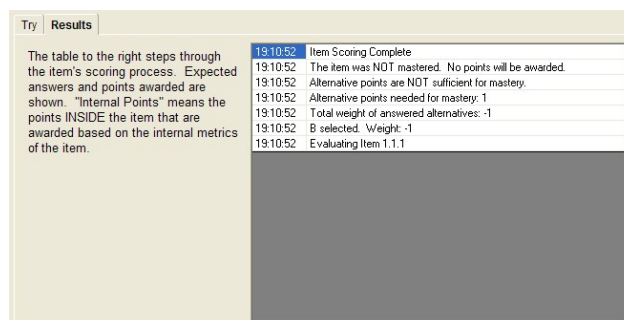 Try Results
The table to the right steps through
the item's scoring process. Expected
answers and points awarded are
shown. "Internal Points" means the
points INSIDE the item that are
awarded based on the internal metrics
of the item.
19:10:52 Item Scoring Complete
19:10:52 The item was NOT mastered. No points will be awarded.
19:10:52 Alternative points are NOT sufficient for mastery.
19:10:52 Alternative points needed for mastery: 1
19:10:52 Total weight of answered alternatives: -1
19:10:52 B selected. Weight: -1
19:10:52 Evaluating Item 1.1.1